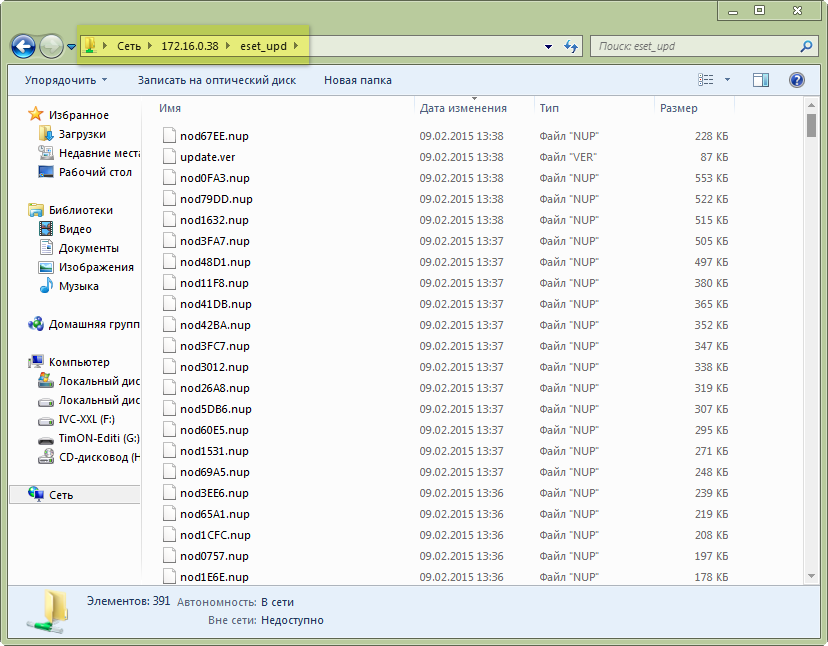 Сеть 172.16.0.38 eset_upd
Поиск: eset_upd
Упорядочить Записать на оптический диск Новая папка
Избранное
Загрузки
Недавние места
Рабочий стол
Библиотеки
Видео
Документы
Изображения
Музыка
Домашняя групп
Компьютер
Локальный дис
Локальный дис
IVC-XXL (F:)
TimON-Editi (G:)
CD-дисковод (H
Сеть
Имя Дата изменения Тип Размер
nod67EE.nup 09.02.2015 13:38 Файл "NUP" 228 КБ
update.ver 09.02.2015 13:38 Файл "VER" 87 КБ
nod0FA3.nup 09.02.2015 13:38 Файл "NUP" 553 КБ
nod79DD.nup 09.02.2015 13:38 Файл "NUP" 522 КБ
nod1632.nup 09.02.2015 13:38 Файл "NUP" 515 КБ
nod3FA7.nup 09.02.2015 13:37 Файл "NUP" 505 КБ
nod48D1.nup 09.02.2015 13:37 Файл "NUP" 497 КБ
nod11F8.nup 09.02.2015 13:37 Файл "NUP" 380 КБ
nod41DB.nup 09.02.2015 13:37 Файл "NUP" 365 КБ
nod42BA.nup 09.02.2015 13:37 Файл "NUP" 352 КБ
nod3FC7.nup 09.02.2015 13:37 Файл "NUP" 347 КБ
nod3012.nup 09.02.2015 13:37 Файл "NUP" 338 КБ
nod26A8.nup 09.02.2015 13:37 Файл "NUP" 319 КБ
nod5DB6.nup 09.02.2015 13:37 Файл "NUP" 307 КБ
nod60E5.nup 09.02.2015 13:37 Файл "NUP" 295 КБ
nod1531.nup 09.02.2015 13:37 Файл "NUP" 271 КБ
nod69A5.nup 09.02.2015 13:37 Файл "NUP" 248 КБ
nod3EE6.nup 09.02.2015 13:36 Файл "NUP" 239 КБ
nod65A1.nup 09.02.2015 13:36 Файл "NUP" 219 КБ
nod1CFC.nup 09.02.2015 13:36 Файл "NUP" 208 КБ
nod0757.nup 09.02.2015 13:36 Файл "NUP" 197 КБ
nod1E6E.nup 09.02.2015 13:36 Файл "NUP" 178 КБ
Элементов: 391 Автономность: В сети
Вне сети: Недоступно